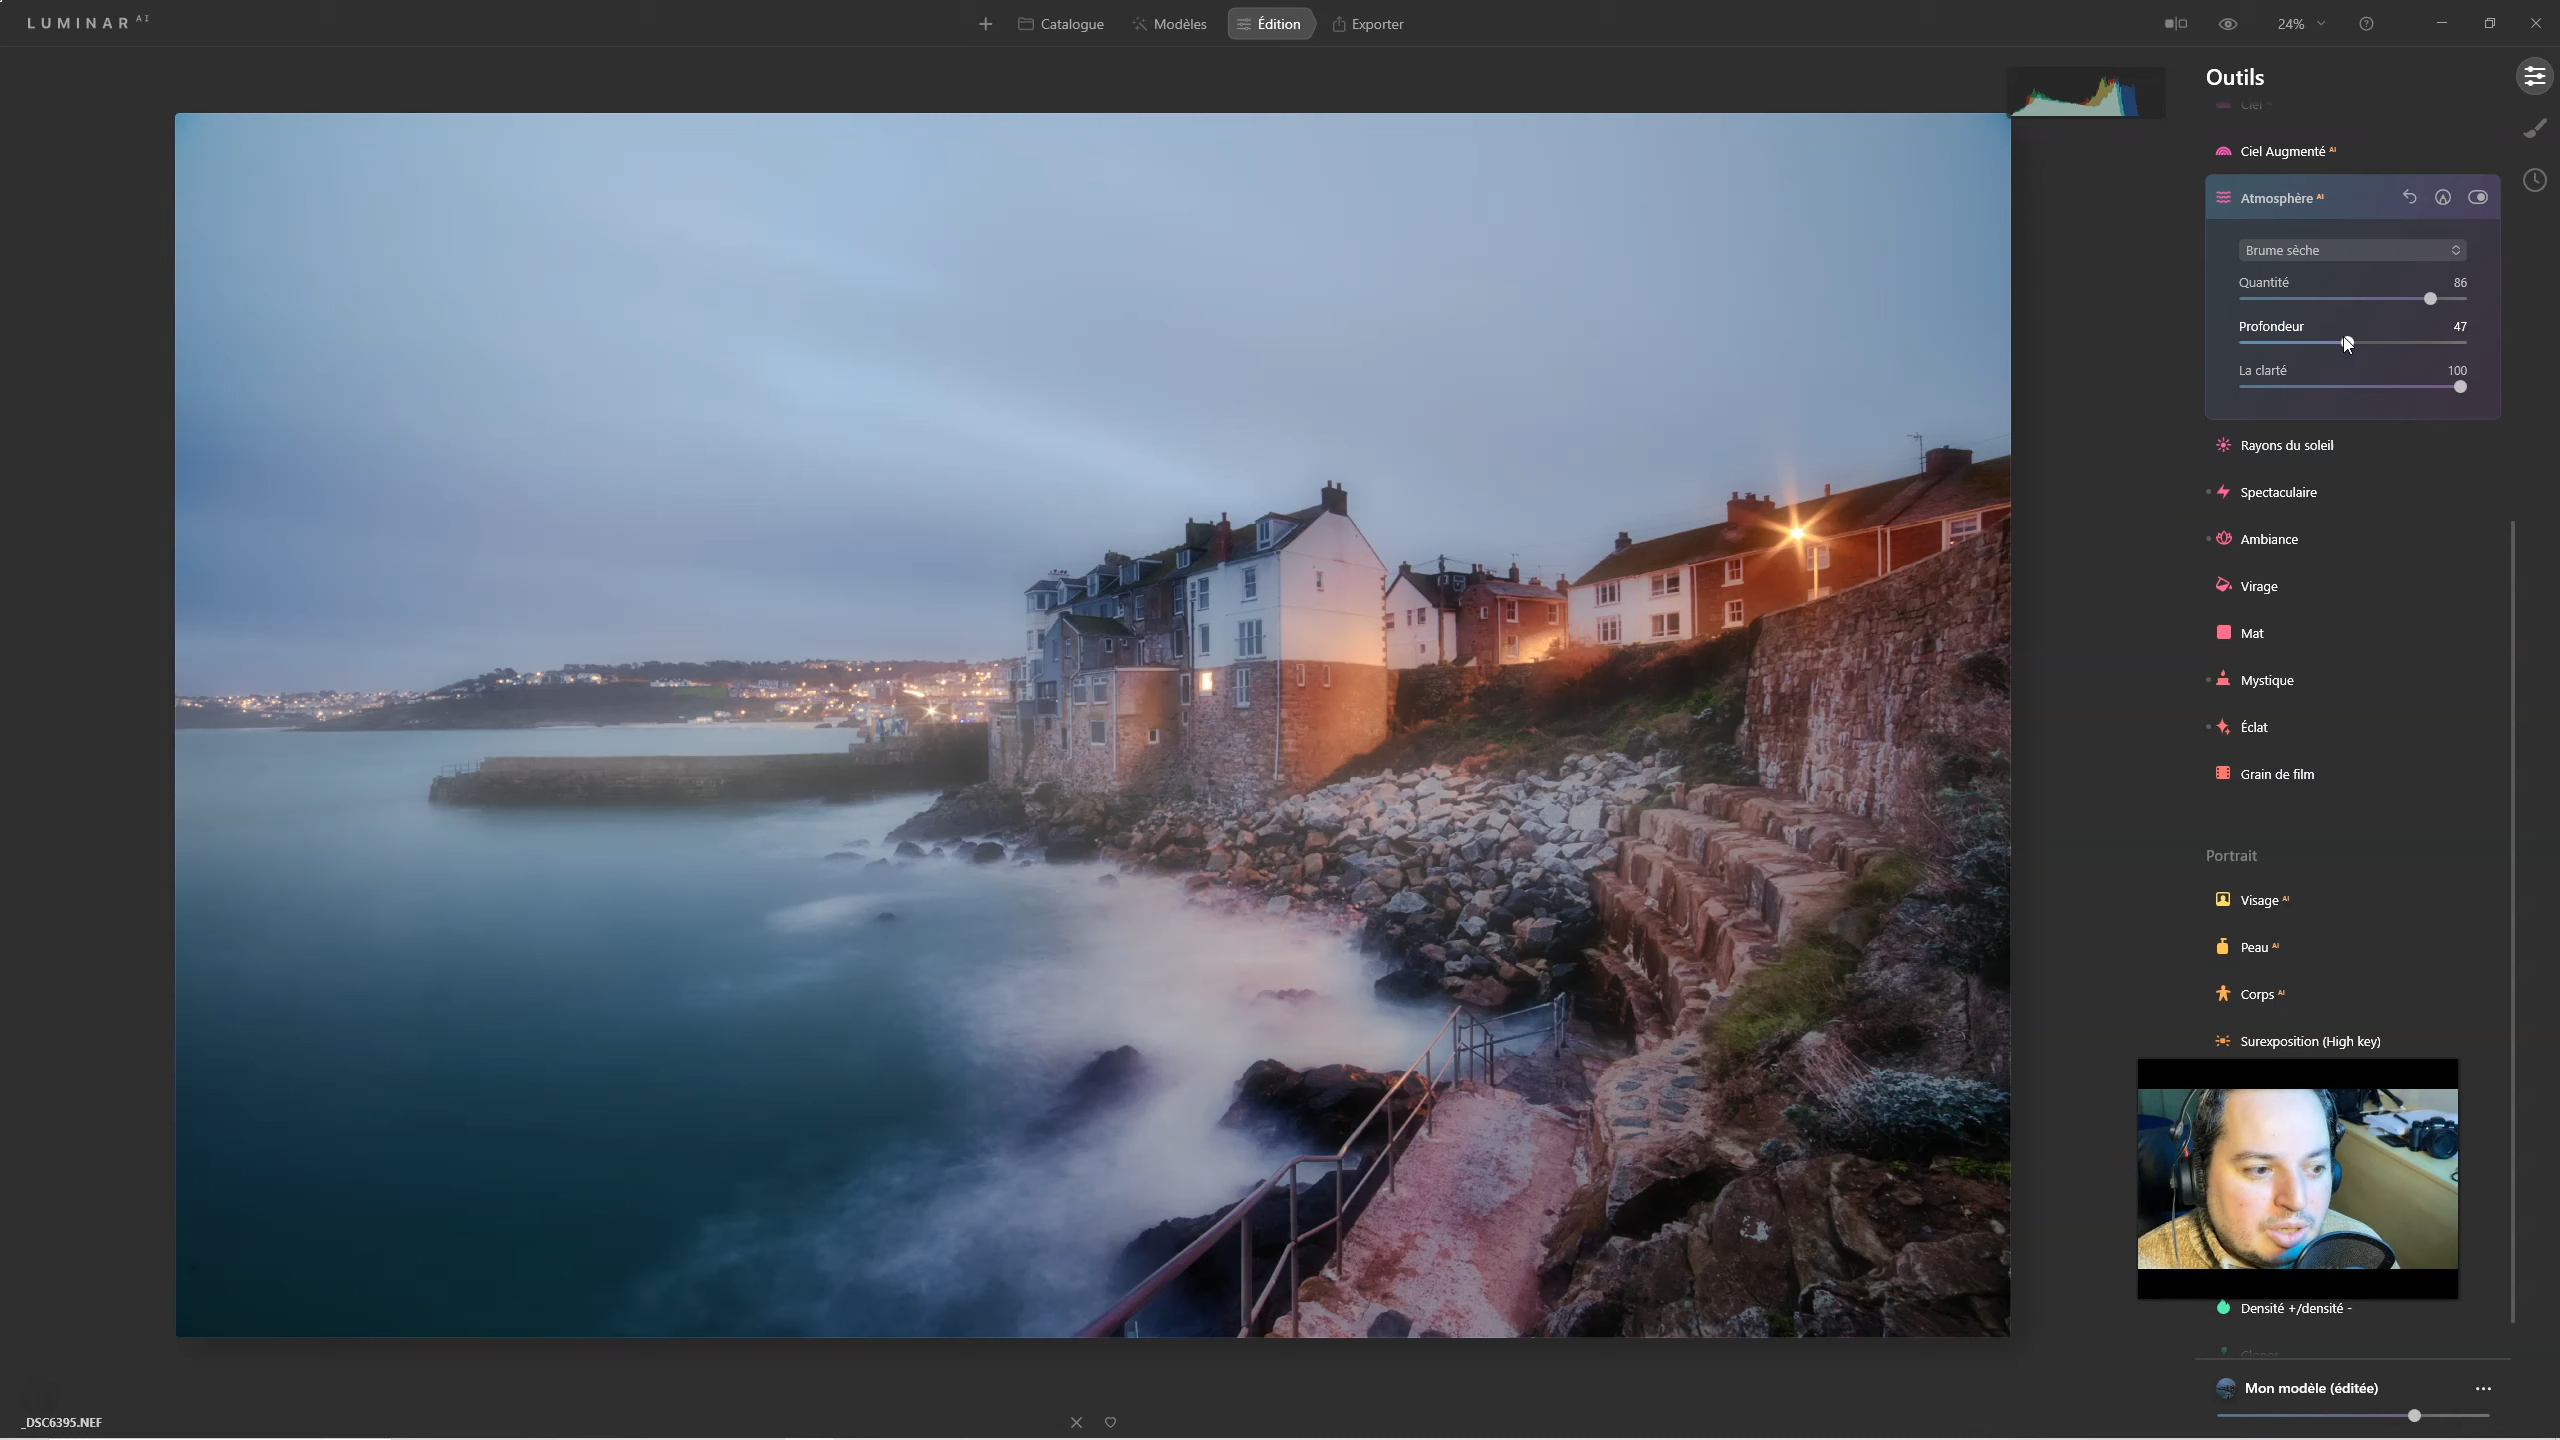 LUMINAR AI
Catalogue
Modèles
Édition
Exporter
24%
Outils
Ciel
Ciel Augmenté AI
Atmosphère AI
Brume sèche
Quantité 86
Profondeur 47
La clarté 100
Rayons du soleil
Spectaculaire
Ambiance
Virage
Mat
Mystique
Éclat
Grain de film
Portrait
Visage AI
Peau AI
Corps AI
Surexposition (High key)
Densité +/densité -
Cloner
Mon modèle (éditée)
_DSC6395.NEF